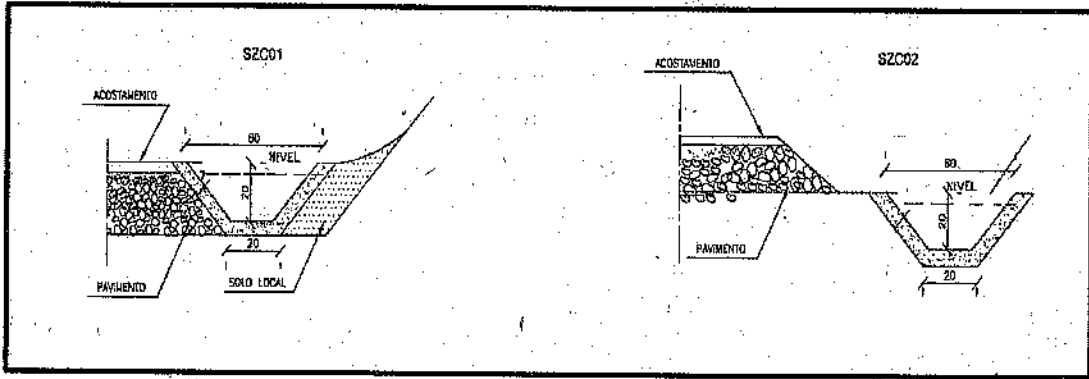 SZC01
ACOSTAMENTO
60
NIVEL
20
20
PAVIMENTO
SOLO LOCAL
SZC02
ACOSTAMENTO
60
NIVEL
20
PAVIMENTO
20